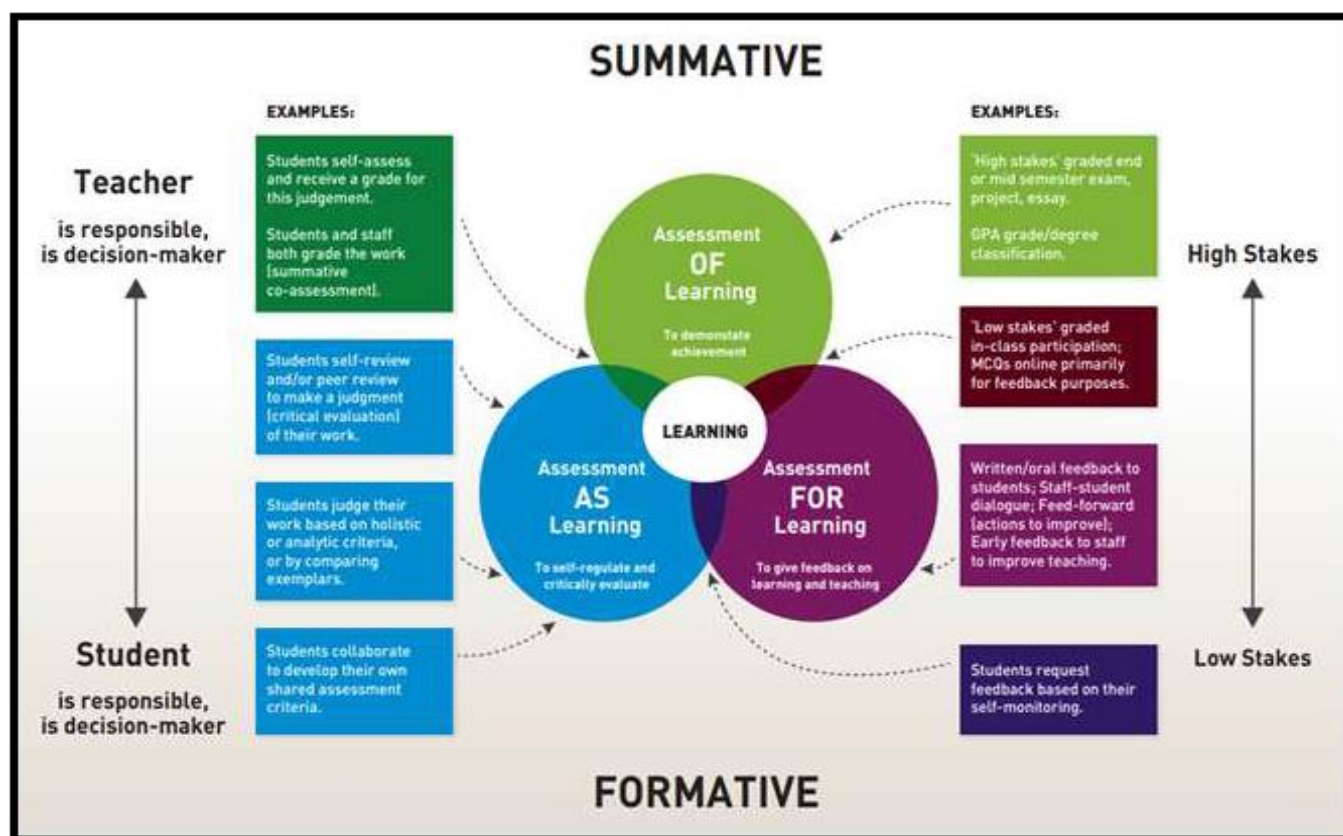 SUMMATIVE
Teacher
is responsible,
is decision-maker
Student
is responsible,
is decision-maker
EXAMPLES:
Students self-assess
and receive a grade for
this judgement.
Students and staff
both grade the work
(summative
co-assessment).
Students self-review
and/or peer review
to make a judgment
(critical evaluation)
of their work.
Students judge their
work based on holistic
or analytic criteria,
or by comparing
exemplars.
Students collaborate
to develop their own
shared assessment
criteria.
Assessment
OF
Learning
To demonstate
achievement
LEARNING
Assessment
AS
Learning
To self-regulate and
critically evaluate
Assessment
FOR
Learning
To give feedback on
learning and teaching
EXAMPLES:
'High stakes' graded end
or mid semester exam,
project, essay.
GPA grade/degree
classification.
'Low stakes' graded
in-class participation;
MCQs online primarily
for feedback purposes.
Written/oral feedback to
students; Staff-student
dialogue; Feed-forward
(actions to improve);
Early feedback to staff
to improve teaching.
Students request
feedback based on their
self-monitoring.
High Stakes
Low Stakes
FORMATIVE